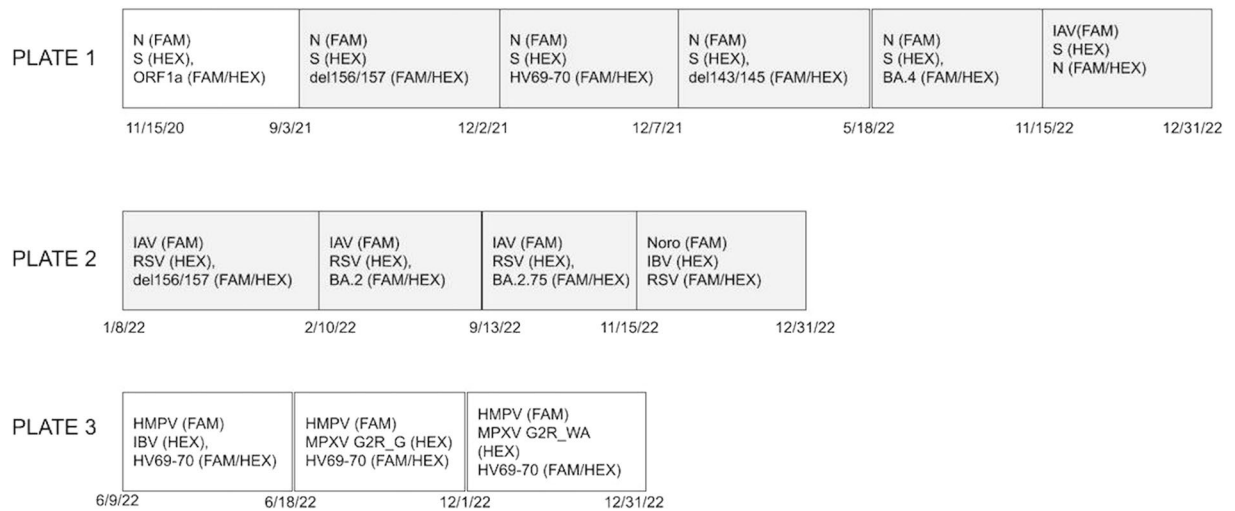 PLATE 1
N (FAM)
S (HEX),
ORF1a (FAM/HEX)
N (FAM)
S (HEX)
del156/157 (FAM/HEX)
N (FAM)
S (HEX)
HV69-70 (FAM/HEX)
N (FAM)
S (HEX),
del143/145 (FAM/HEX)
N (FAM)
S (HEX),
BA.4 (FAM/HEX)
IAV(FAM)
S (HEX)
N (FAM/HEX)
11/15/20
9/3/21
12/2/21
12/7/21
5/18/22
11/15/22
12/31/22
PLATE 2
IAV (FAM)
RSV (HEX),
del156/157 (FAM/HEX)
IAV (FAM)
RSV (HEX),
BA.2 (FAM/HEX)
IAV (FAM)
RSV (HEX),
BA.2.75 (FAM/HEX)
Noro (FAM)
IBV (HEX)
RSV (FAM/HEX)
1/8/22
2/10/22
9/13/22
11/15/22
12/31/22
PLATE 3
HMPV (FAM)
IBV (HEX),
HV69-70 (FAM/HEX)
HMPV (FAM)
MPXV G2R_G (HEX)
HV69-70 (FAM/HEX)
HMPV (FAM)
MPXV G2R_WA
(HEX)
HV69-70 (FAM/HEX)
6/9/22
6/18/22
12/1/22
12/31/22